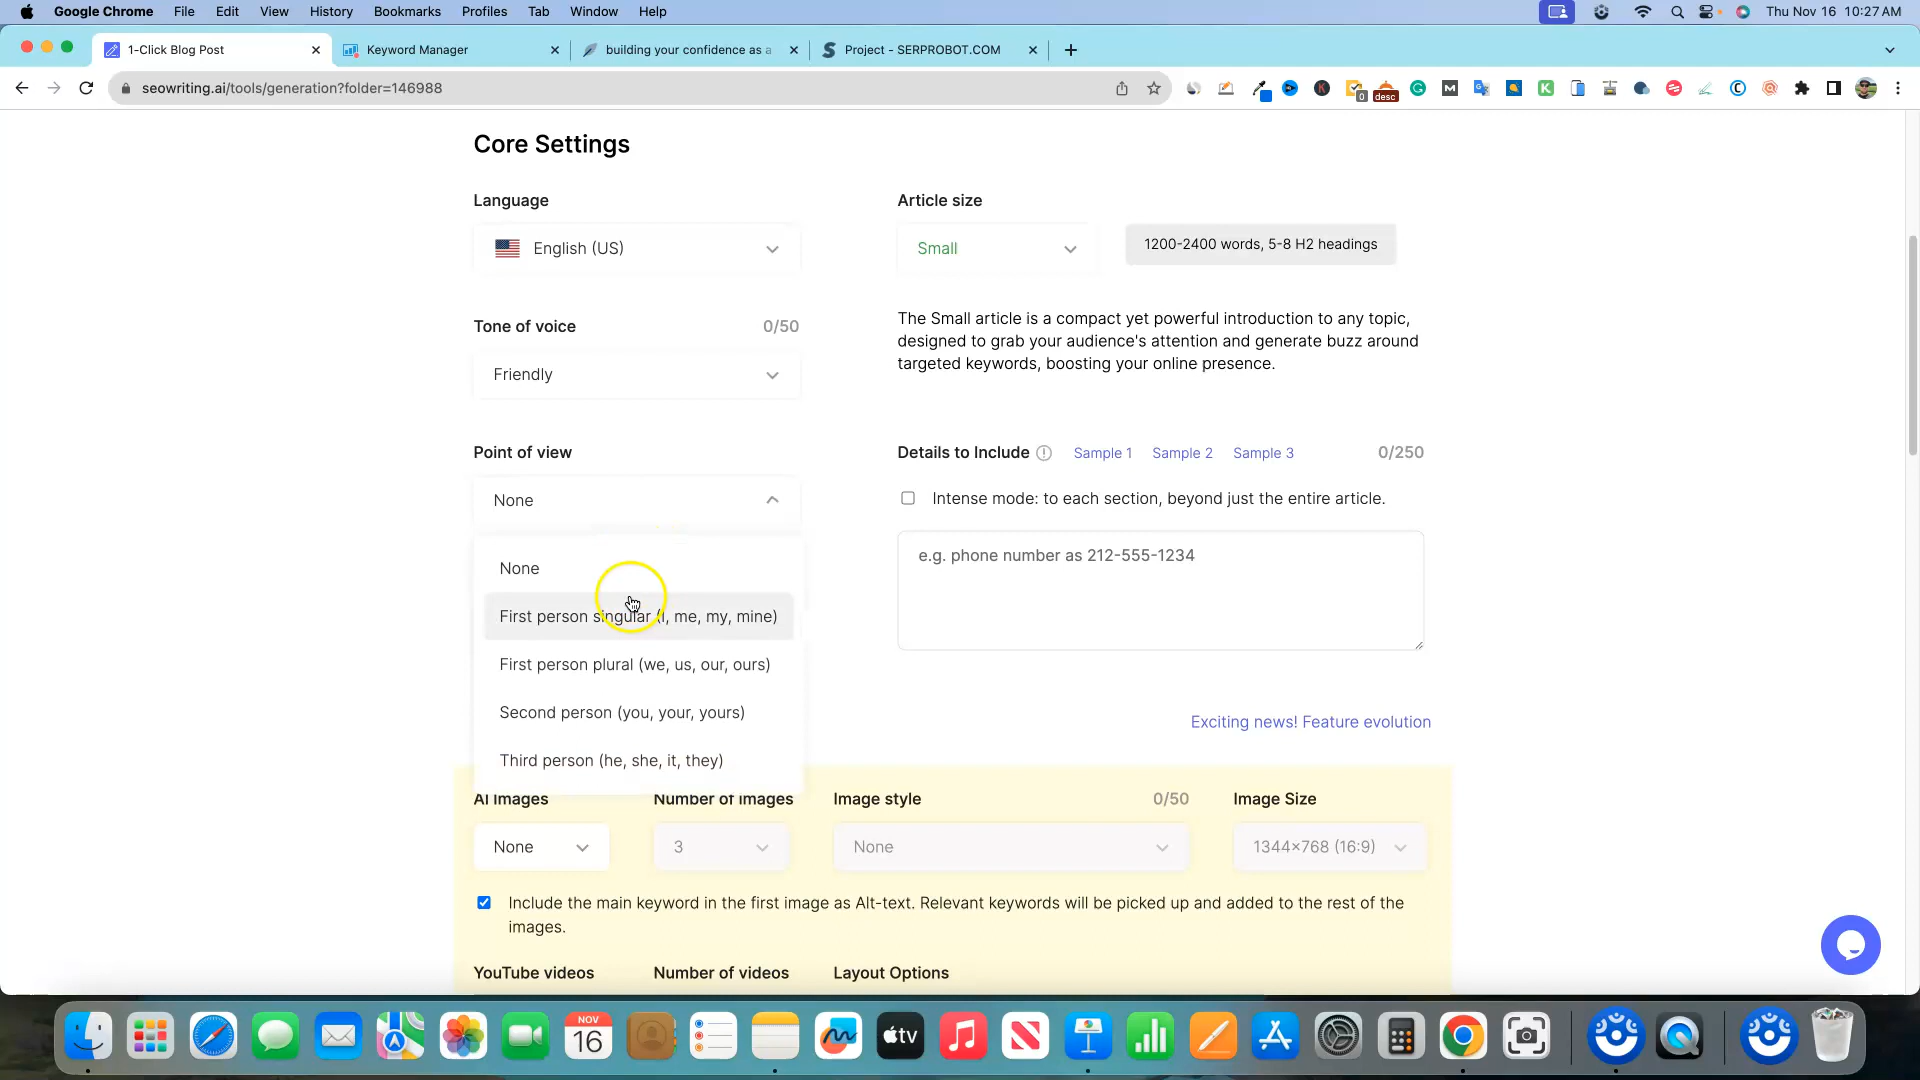 Google Chrome File Edit View History Bookmarks Profiles Tab Window Help Thu Nov 16 10:27 AM
1-Click Blog Post Keyword Manager building your confidence as a Project - SERPROBOT.COM
seowriting.ai/tools/generation?folder=146988
0 desc
Core Settings
Language Article size
English (US) Small 1200-2400 words, 5-8 H2 headings
Tone of voice 0/50 The Small article is a compact yet powerful introduction to any topic,
designed to grab your audience's attention and generate buzz around
targeted keywords, boosting your online presence.
Friendly
Point of view Details to Include Sample 1 Sample 2 Sample 3 0/250
None Intense mode: to each section, beyond just the entire article.
e.g. phone number as 212-555-1234
None
First person singular (I, me, my, mine)
First person plural (we, us, our, ours)
Second person (you, your, yours) Exciting news! Feature evolution
Third person (he, she, it, they)
AI Images Number of images Image style 0/50 Image Size
None 3 None 1344×768 (16:9)
Include the main keyword in the first image as Alt-text. Relevant keywords will be picked up and added to the rest of the
images.
YouTube videos Number of videos Layout Options
NOV
16
tv